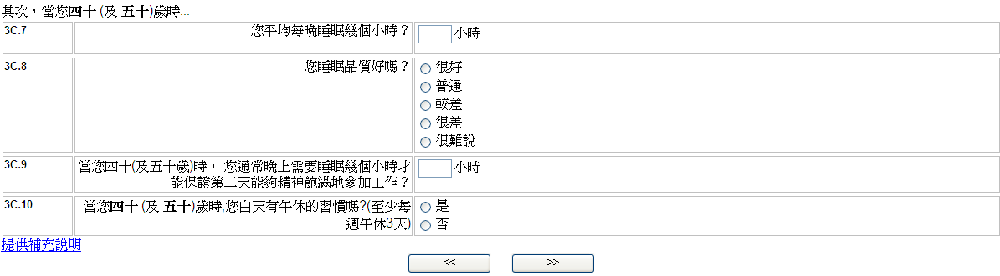 其次，當您四十 (及 五十)歲時...
3C.7 您平均每晚睡眠幾個小時？ 小時
3C.8 您睡眠品質好嗎？ 很好
普通
較差
很差
很難說
3C.9 當您四十(及五十歲)時， 您通常晚上需要睡眠幾個小時才 小時
能保證第二天能夠精神飽滿地參加工作？
3C.10 當您四十 (及 五十)歲時,您白天有午休的習慣嗎?(至少每 是
週午休3天) 否
提供補充說明
<< >>